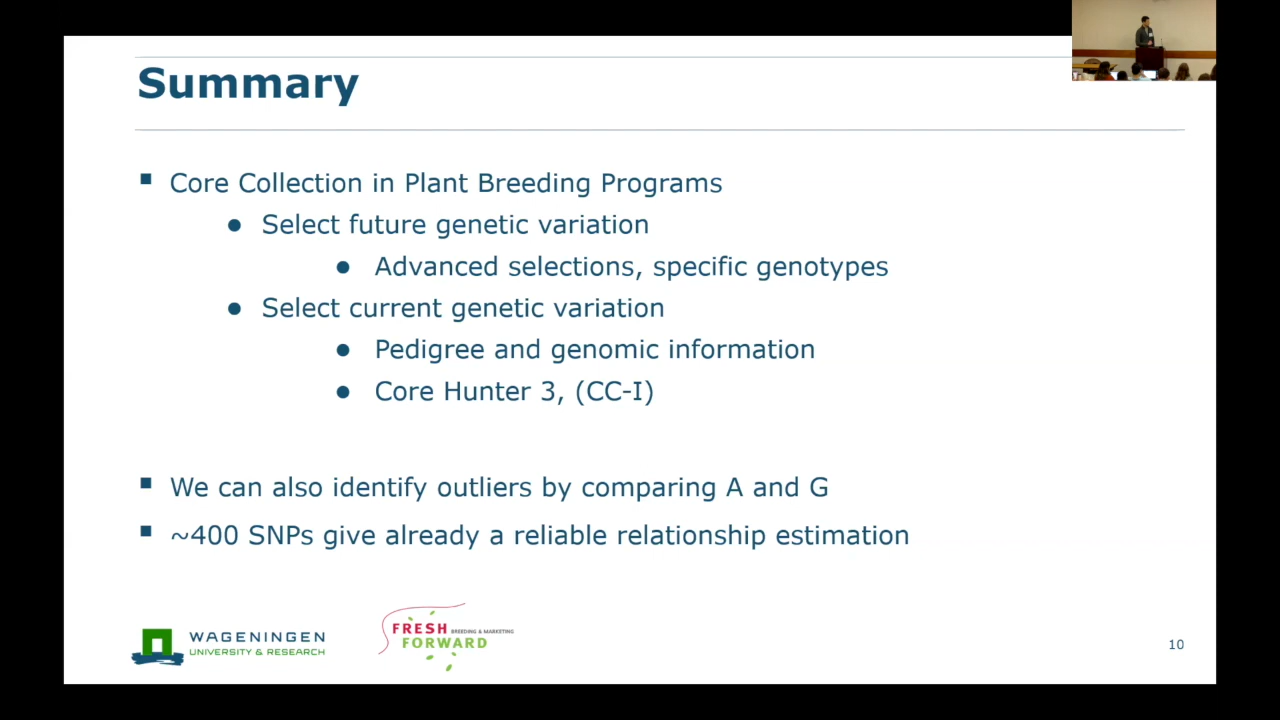 Summary
Core Collection in Plant Breeding Programs
Select future genetic variation
Advanced selections, specific genotypes
Select current genetic variation
Pedigree and genomic information
Core Hunter 3, (CC-I)
We can also identify outliers by comparing A and G
~400 SNPs give already a reliable relationship estimation
WAGENINGEN
UNIVERSITY & RESEARCH
FRESH BREEDING & MARKETING
FORWARD
10